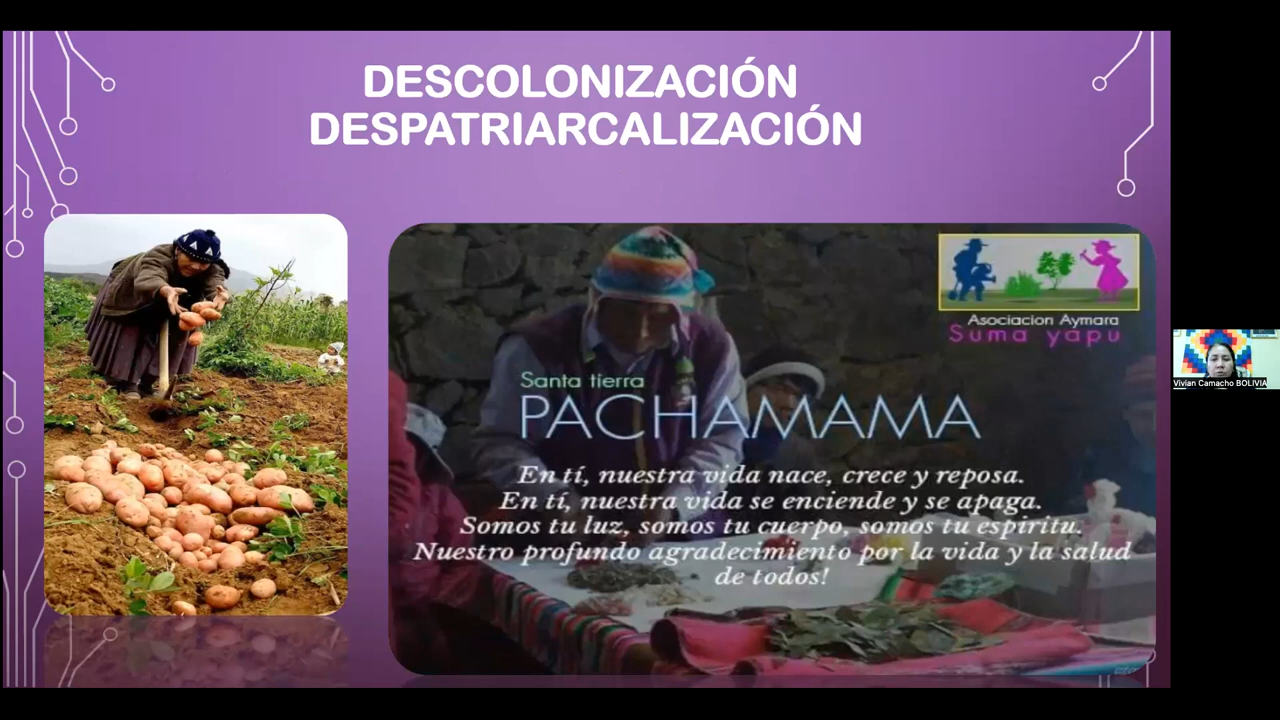 DESCOLONIZACIÓN
DESPATRIARCALIZACIÓN
Asociacion Aymara
Suma yapu
Santa tierra
PACHAMAMA
En tí, nuestra vida nace, crece y reposa.
En tí, nuestra vida se enciende y se apaga.
Somos tu luz, somos tu cuerpo, somos tu espiritu.
Nuestro profundo agradecimiento por la vida y la salud
de todos!
Vivian Camacho BOLIVIA